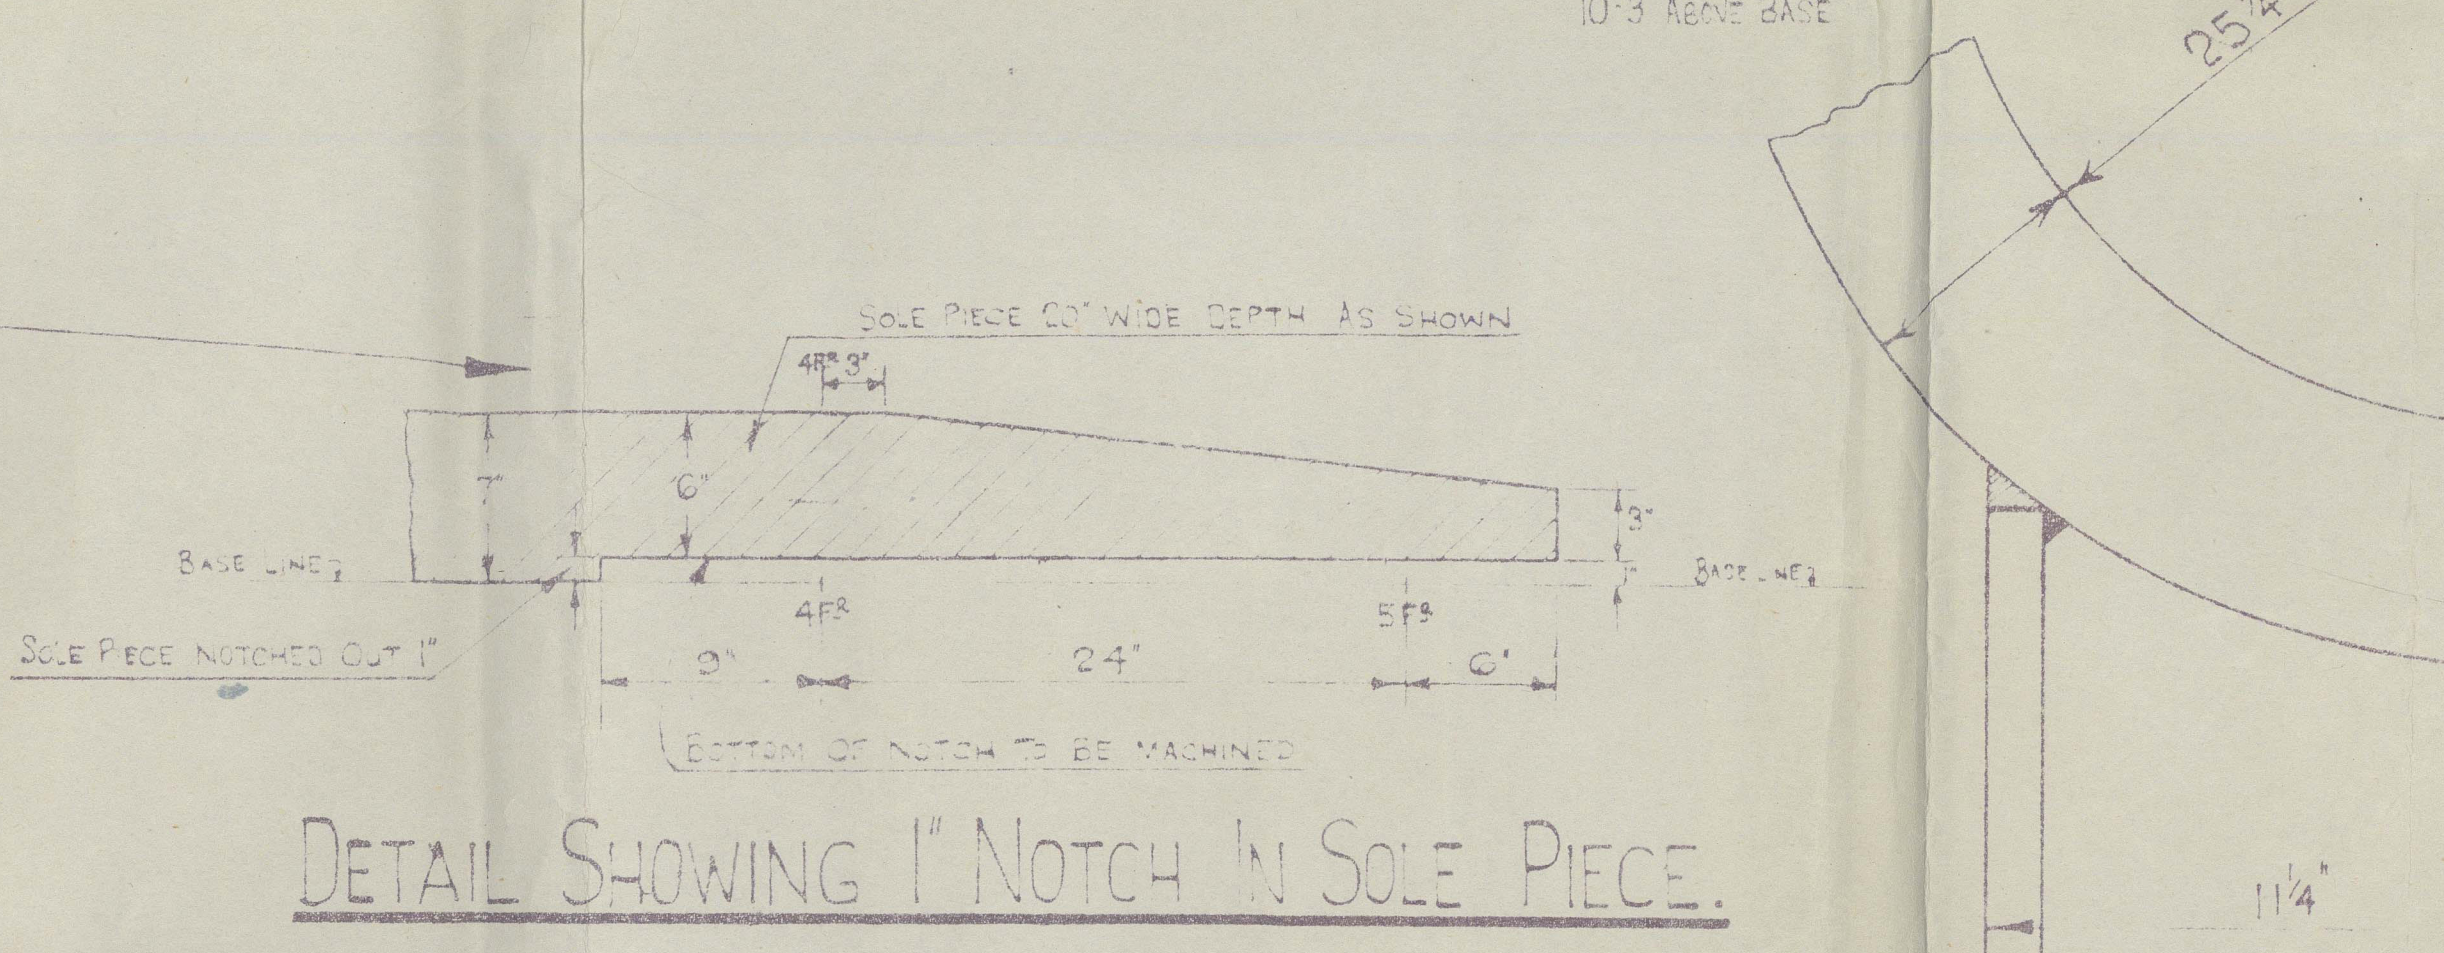 10-3 ABOVE BASE
25¼
SOLE PIECE 20" WIDE DEPTH AS SHOWN
4FR 3"
7"
6"
3"
1"
BASE LINE
BASE LINE
4FR
5FR
SOLE PIECE NOTCHED OUT 1"
9"
24"
6"
BOTTOM OF NOTCH TO BE MACHINED
DETAIL SHOWING 1" NOTCH IN SOLE PIECE.
11¼"